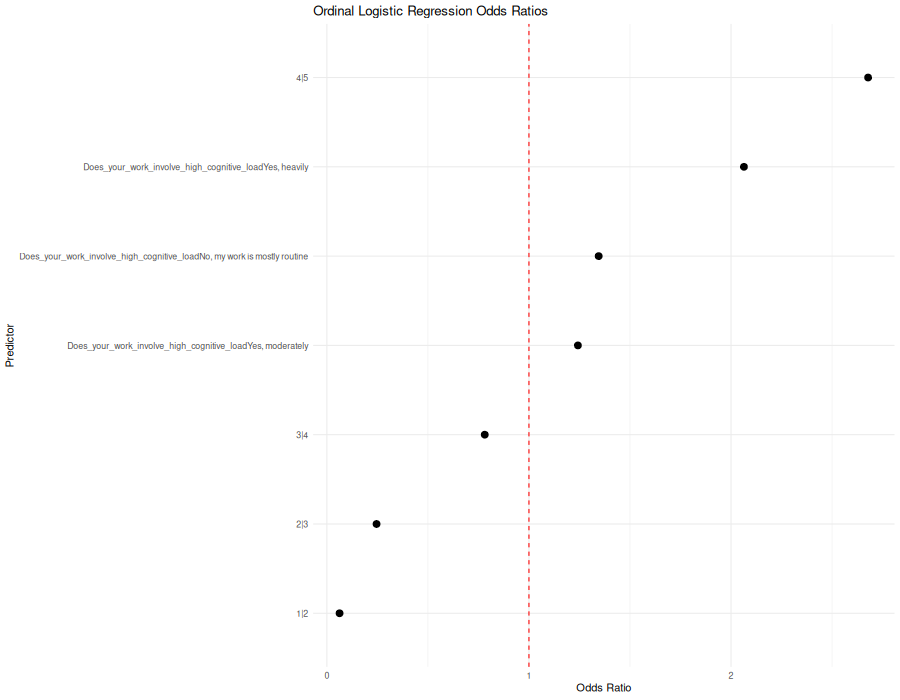 Ordinal Logistic Regression Odds Ratios
4|5
Does_your_work_involve_high_cognitive_loadYes, heavily
Does_your_work_involve_high_cognitive_loadNo, my work is mostly routine
Does_your_work_involve_high_cognitive_loadYes, moderately
3|4
2|3
1|2
Predictor
0 1 2
Odds Ratio